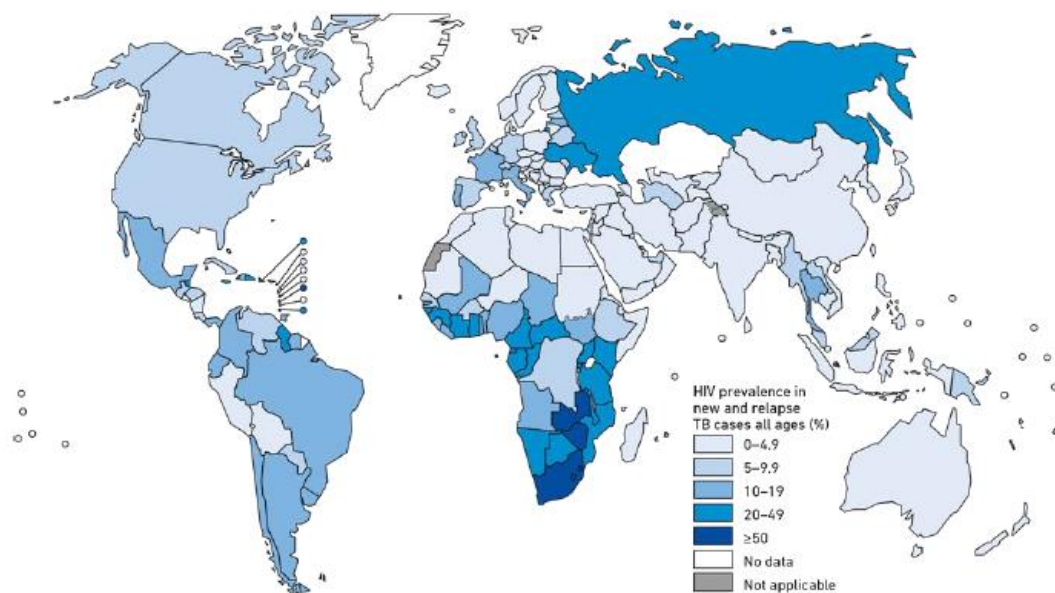 HIV prevalence in
new and relapse
TB cases all ages (%)
0–4.9
5–9.9
10–19
20–49
≥50
No data
Not applicable